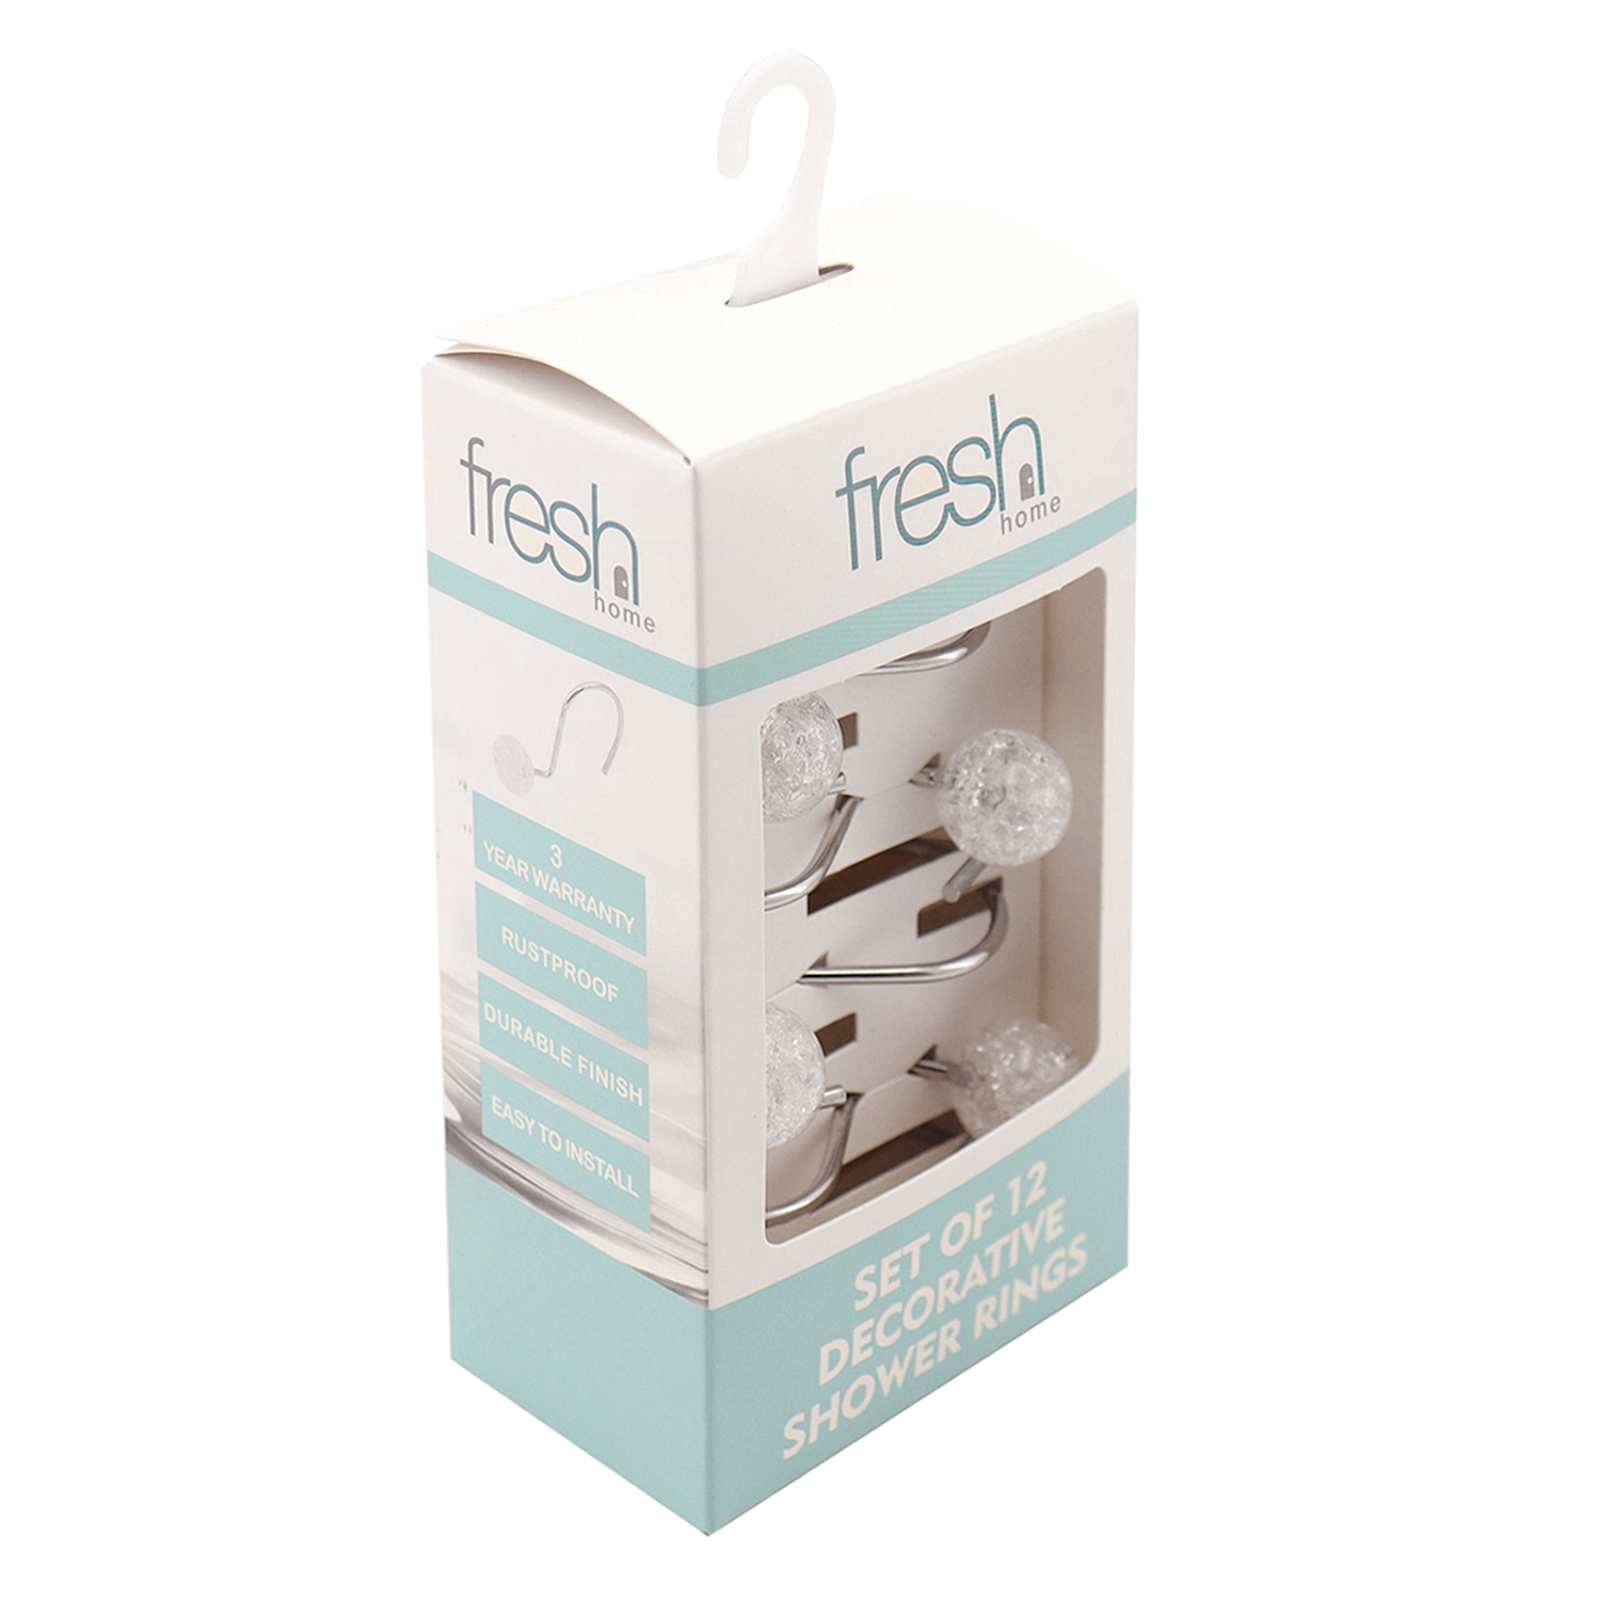 fresh
home
3
YEAR WARRANTY
RUSTPROOF
DURABLE FINISH
EASY TO INSTALL
fresh
home
SET OF 12
DECORATIVE
SHOWER RINGS